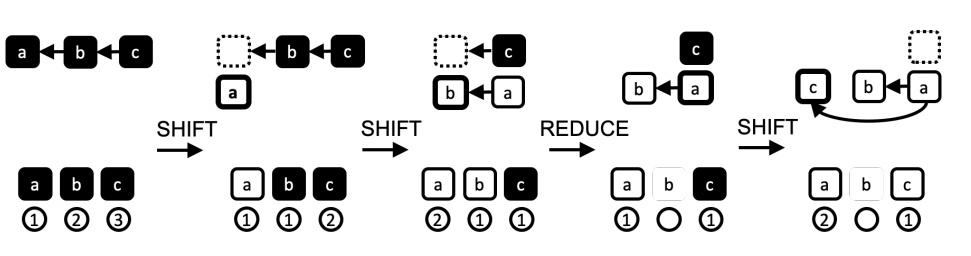 a b c b c c c
a b a b a c b a
SHIFT SHIFT REDUCE SHIFT
a b c a b c a b c a b c a b c
1 2 3 1 1 2 2 1 1 1 1 2 1